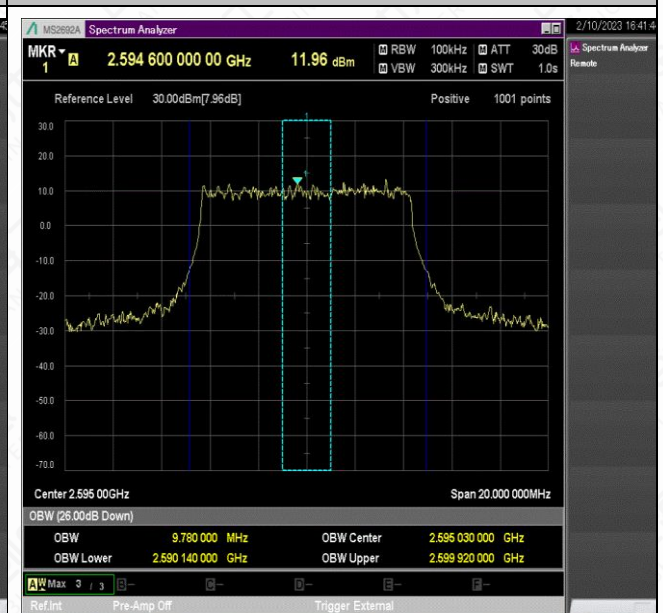 45
MS2692A Spectrum Analyzer
2/10/2023 16:41:4
MKR 1 A 2.594 600 000 00 GHz 11.96 dBm
M RBW 100kHz M ATT 30dB
M VBW 300kHz M SWT 1.0s
Spectrum Analyzer
Remote
Reference Level 30.00dBm[7.96dB] Positive 1001 points
30.0
20.0
10.0
0.0
-10.0
-20.0
-30.0
-40.0
-50.0
-60.0
-70.0
1
1
Center 2.595 00GHz Span 20.000 000MHz
OBW (26.00dB Down)
OBW 9.780 000 MHz OBW Center 2.595 030 000 GHz
OBW Lower 2.590 140 000 GHz OBW Upper 2.599 920 000 GHz
A W Max 3 / 3 B- C- D- E- F-
Ref.Int Pre-Amp Off Trigger External